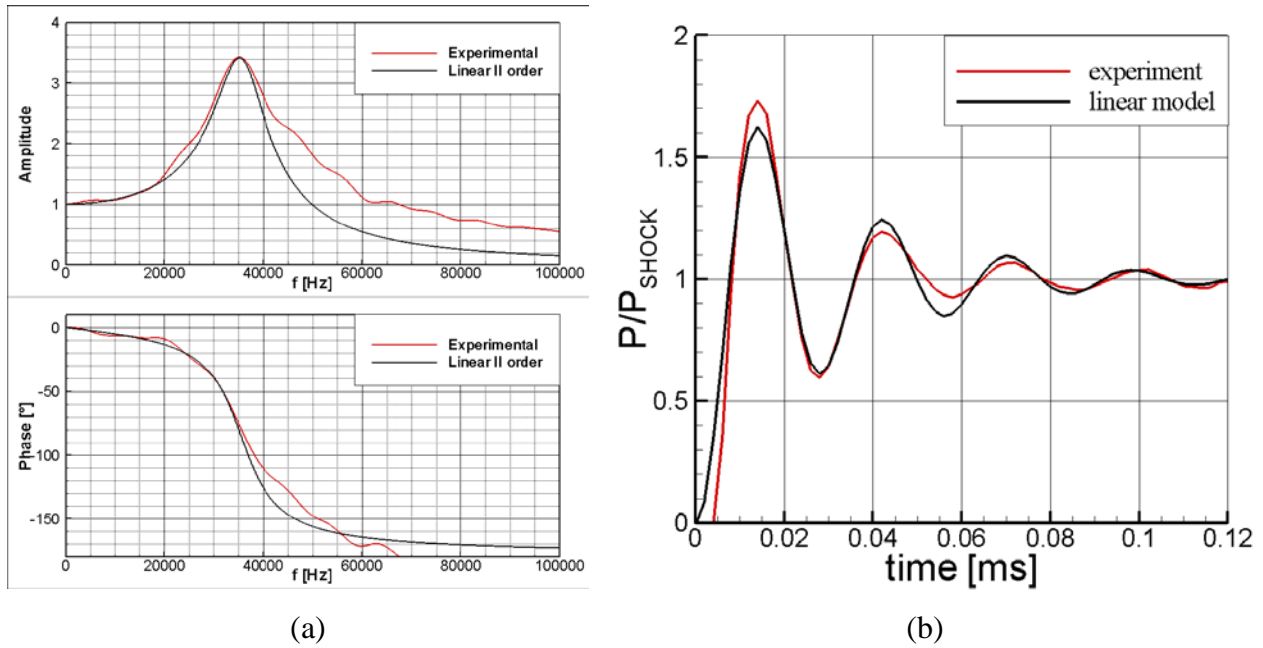 4
3
2
1
0
Amplitude
Experimental
Linear II order
0 20000 40000 60000 80000 100000
f [Hz]
0
-50
-100
-150
Phase [°]
Experimental
Linear II order
0 20000 40000 60000 80000 100000
f [Hz]
(a)
2
1.5
1
0.5
0
P/P SHOCK
experiment
linear model
0 0.02 0.04 0.06 0.08 0.1 0.12
time [ms]
(b)